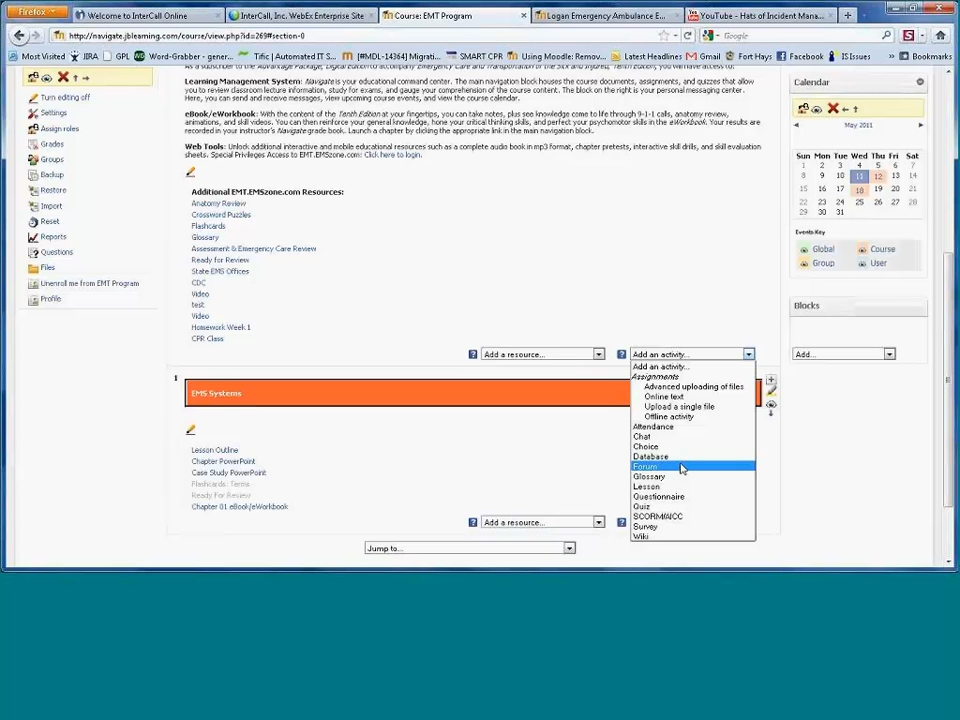 Firefox
Welcome to InterCall Online
InterCall, Inc. WebEx Enterprise Site
Course: EMT Program
Logan Emergency Ambulance E...
YouTube - Hats of Incident Mana...
http://navigate.jblearning.com/course/view.php?id=269#section-0
Google
Most Visited
JIRA
GPL
Word-Grabber - gener...
Tific | Automated IT S...
[#MDL-14364] Migrati...
SMART CPR
Using Moodle: Remov...
Latest Headlines
Gmail
Fort Hays
Facebook
ISIssues
Bookmarks
Turn editing off
Settings
Assign roles
Grades
Groups
Backup
Restore
Import
Reset
Reports
Questions
Files
Unenroll me from EMT Program
Profile
Learning Management System: Navigate is your educational command center. The main navigation block houses the course documents, assignments, and quizzes that allow
you to review classroom lecture information, study for exams, and gauge your comprehension of the course content. The block on the right is your personal messaging center.
Here, you can send and receive messages, view upcoming course events, and view the course calendar.
eBook/eWorkbook: With the content of the Tenth Edition at your fingertips, you can take notes, plus see knowledge come to life through 9-1-1 calls, anatomy review,
animations, and skill videos. You can then reinforce your general knowledge, hone your critical thinking skills, and perfect your psychomotor skills in the eWorkbook. Your results are
recorded in your instructor's Navigate grade book. Launch a chapter by clicking the appropriate link in the main navigation block.
Web Tools: Unlock additional interactive and mobile educational resources such as a complete audio book in mp3 format, chapter pretests, interactive skill drills, and skill evaluation
sheets. Special Privileges Access to EMT.EMSzone.com Click here to login.
Additional EMT.EMSzone.com Resources:
Anatomy Review
Crossword Puzzles
Flashcards
Glossary
Assessment & Emergency Care Review
Ready for Review
State EMS Offices
CDC
Video
test
Video
Homework Week 1
CPR Class
Add a resource...
Add an activity...
Add an activity...
Assignments
Advanced uploading of files
Online text
Upload a single file
Offline activity
Attendance
Chat
Choice
Database
Forum
Glossary
Lesson
Questionnaire
Quiz
SCORM/AICC
Survey
Wiki
1
EMS Systems
Lesson Outline
Chapter PowerPoint
Case Study PowerPoint
Flashcards: Terms
Ready For Review
Chapter 01 eBook/eWorkbook
Add a resource...
Jump to...
Calendar
May 2011
Sun Mon Tue Wed Thu Fri Sat
1 2 3 4 5 6 7
8 9 10 11 12 13 14
15 16 17 18 19 20 21
22 23 24 25 26 27 28
29 30 31
Events Key
Global
Course
Group
User
Blocks
Add...